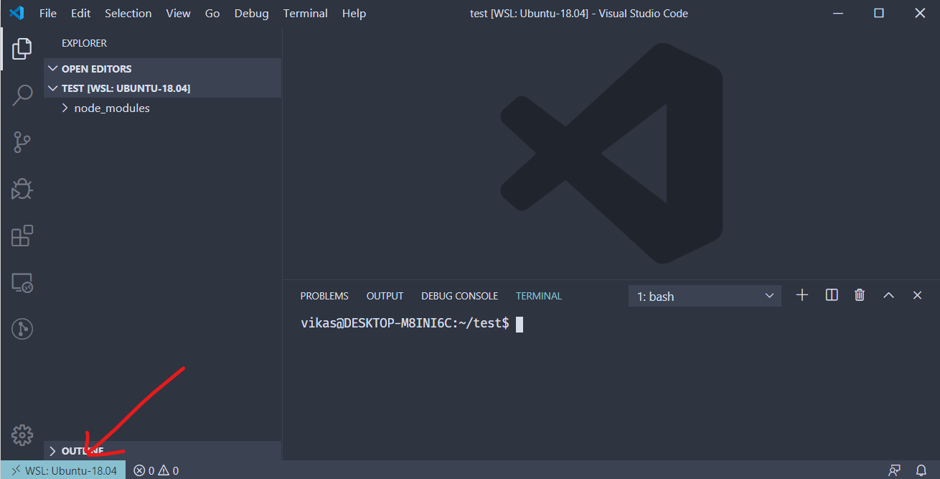 File Edit Selection View Go Debug Terminal Help test [WSL: Ubuntu-18.04] - Visual Studio Code
EXPLORER
OPEN EDITORS
TEST [WSL: UBUNTU-18.04]
node_modules
PROBLEMS OUTPUT DEBUG CONSOLE TERMINAL 1: bash
vikas@DESKTOP-M8INI6C:~/test$
OUTLINE
WSL: Ubuntu-18.04 0 0